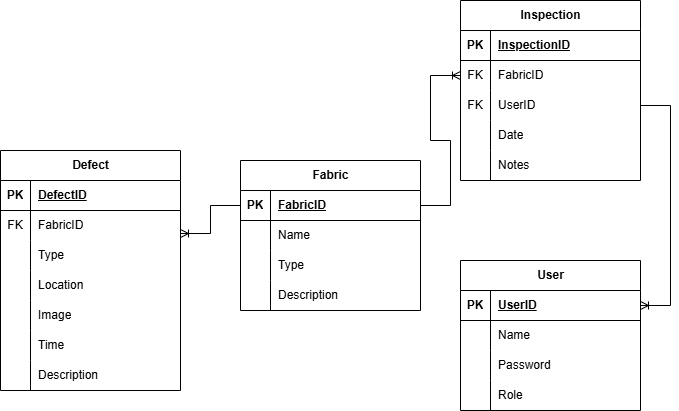 Inspection
PK InspectionID
FK FabricID
FK UserID
Date
Notes
Defect
PK DefectID
FK FabricID
Type
Location
Image
Time
Description
Fabric
PK FabricID
Name
Type
Description
User
PK UserID
Name
Password
Role